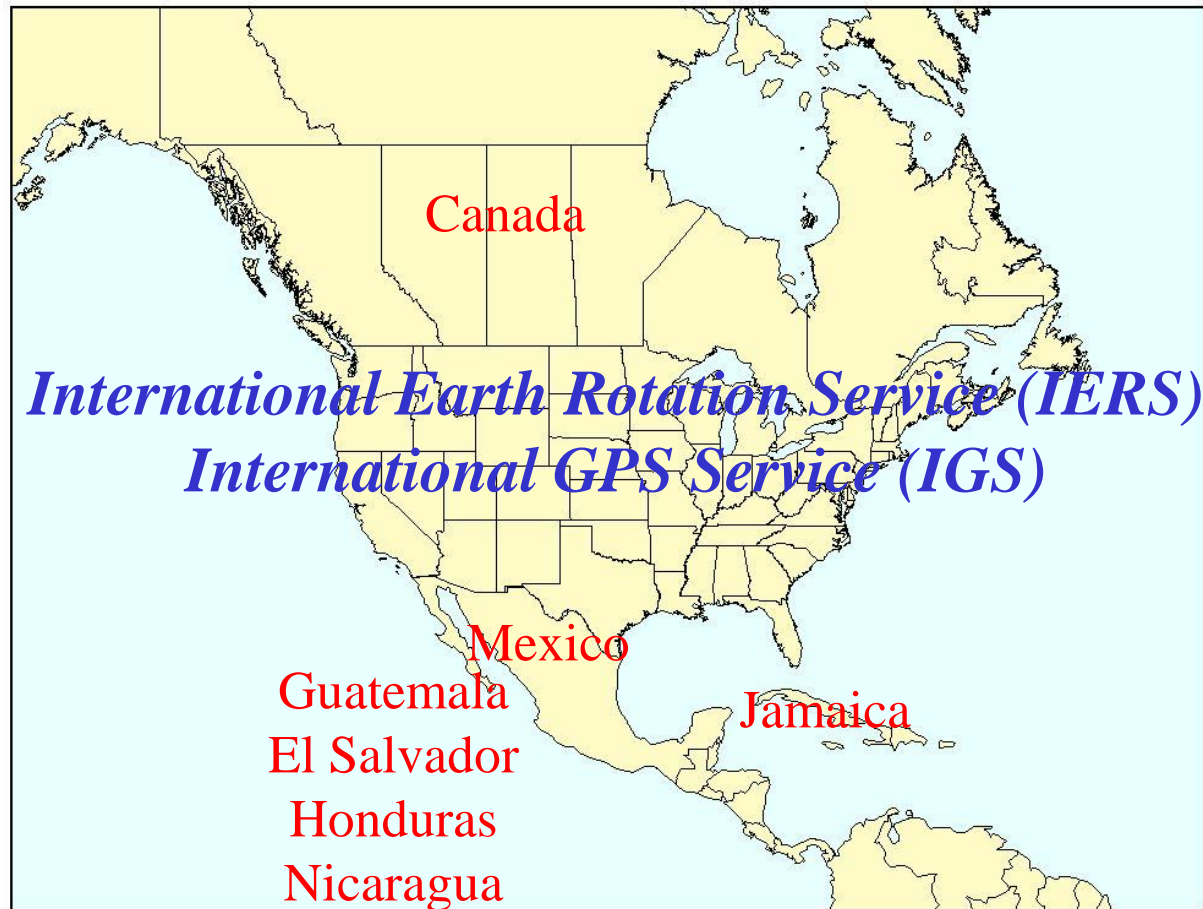 Canada
International Earth Rotation Service (IERS)
International GPS Service (IGS)
Mexico
Guatemala
Jamaica
El Salvador
Honduras
Nicaragua